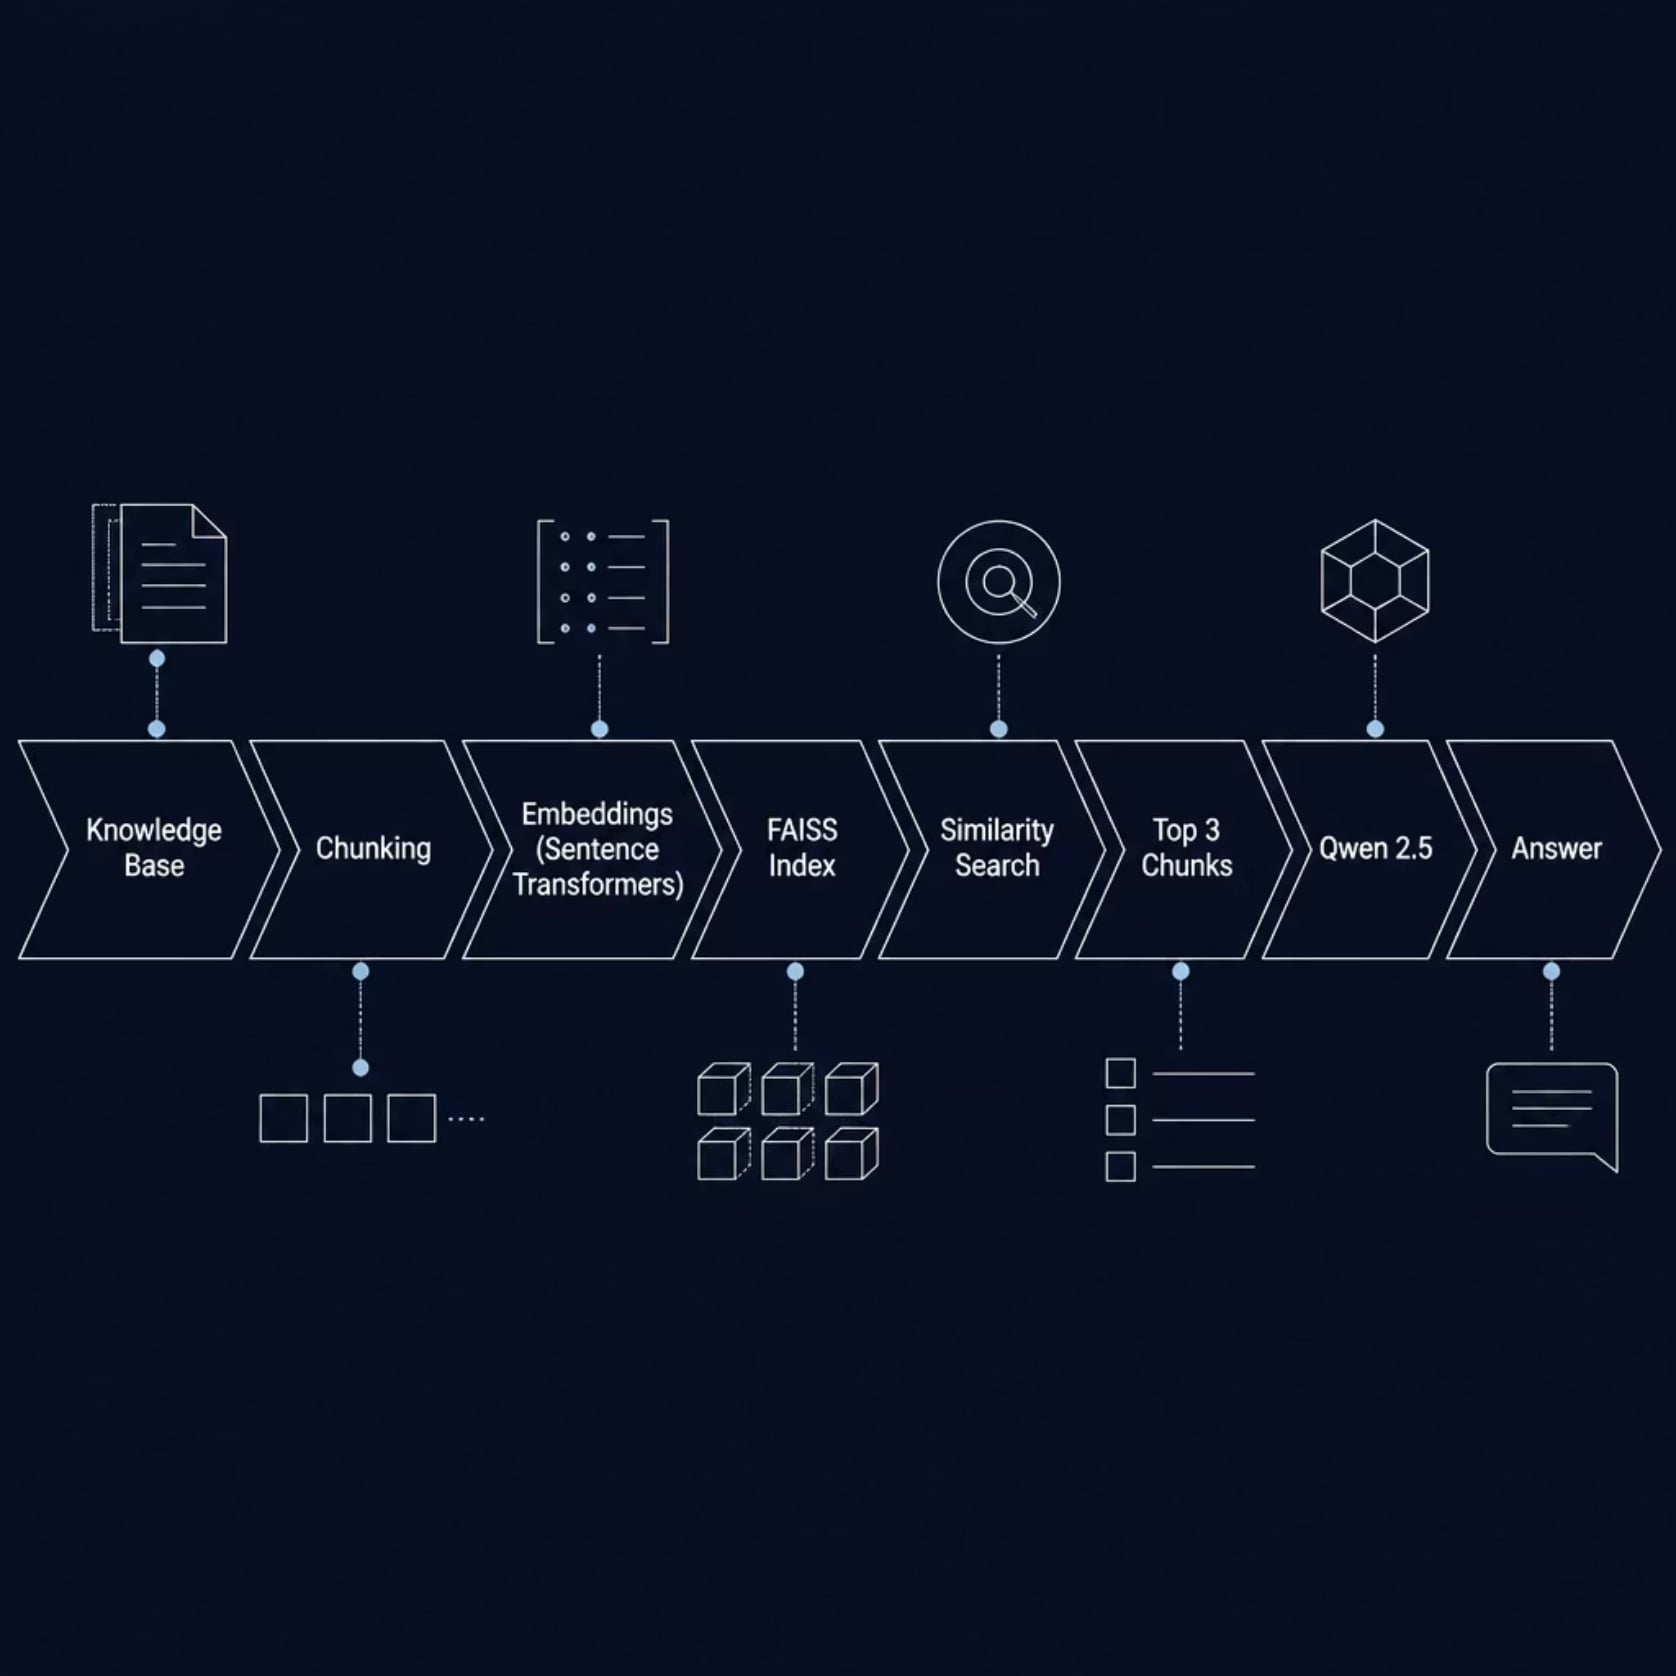 Knowledge
Base
Chunking
Embeddings
(Sentence
Transformers)
FAISS
Index
Similarity
Search
Top 3
Chunks
Qwen 2.5
Answer